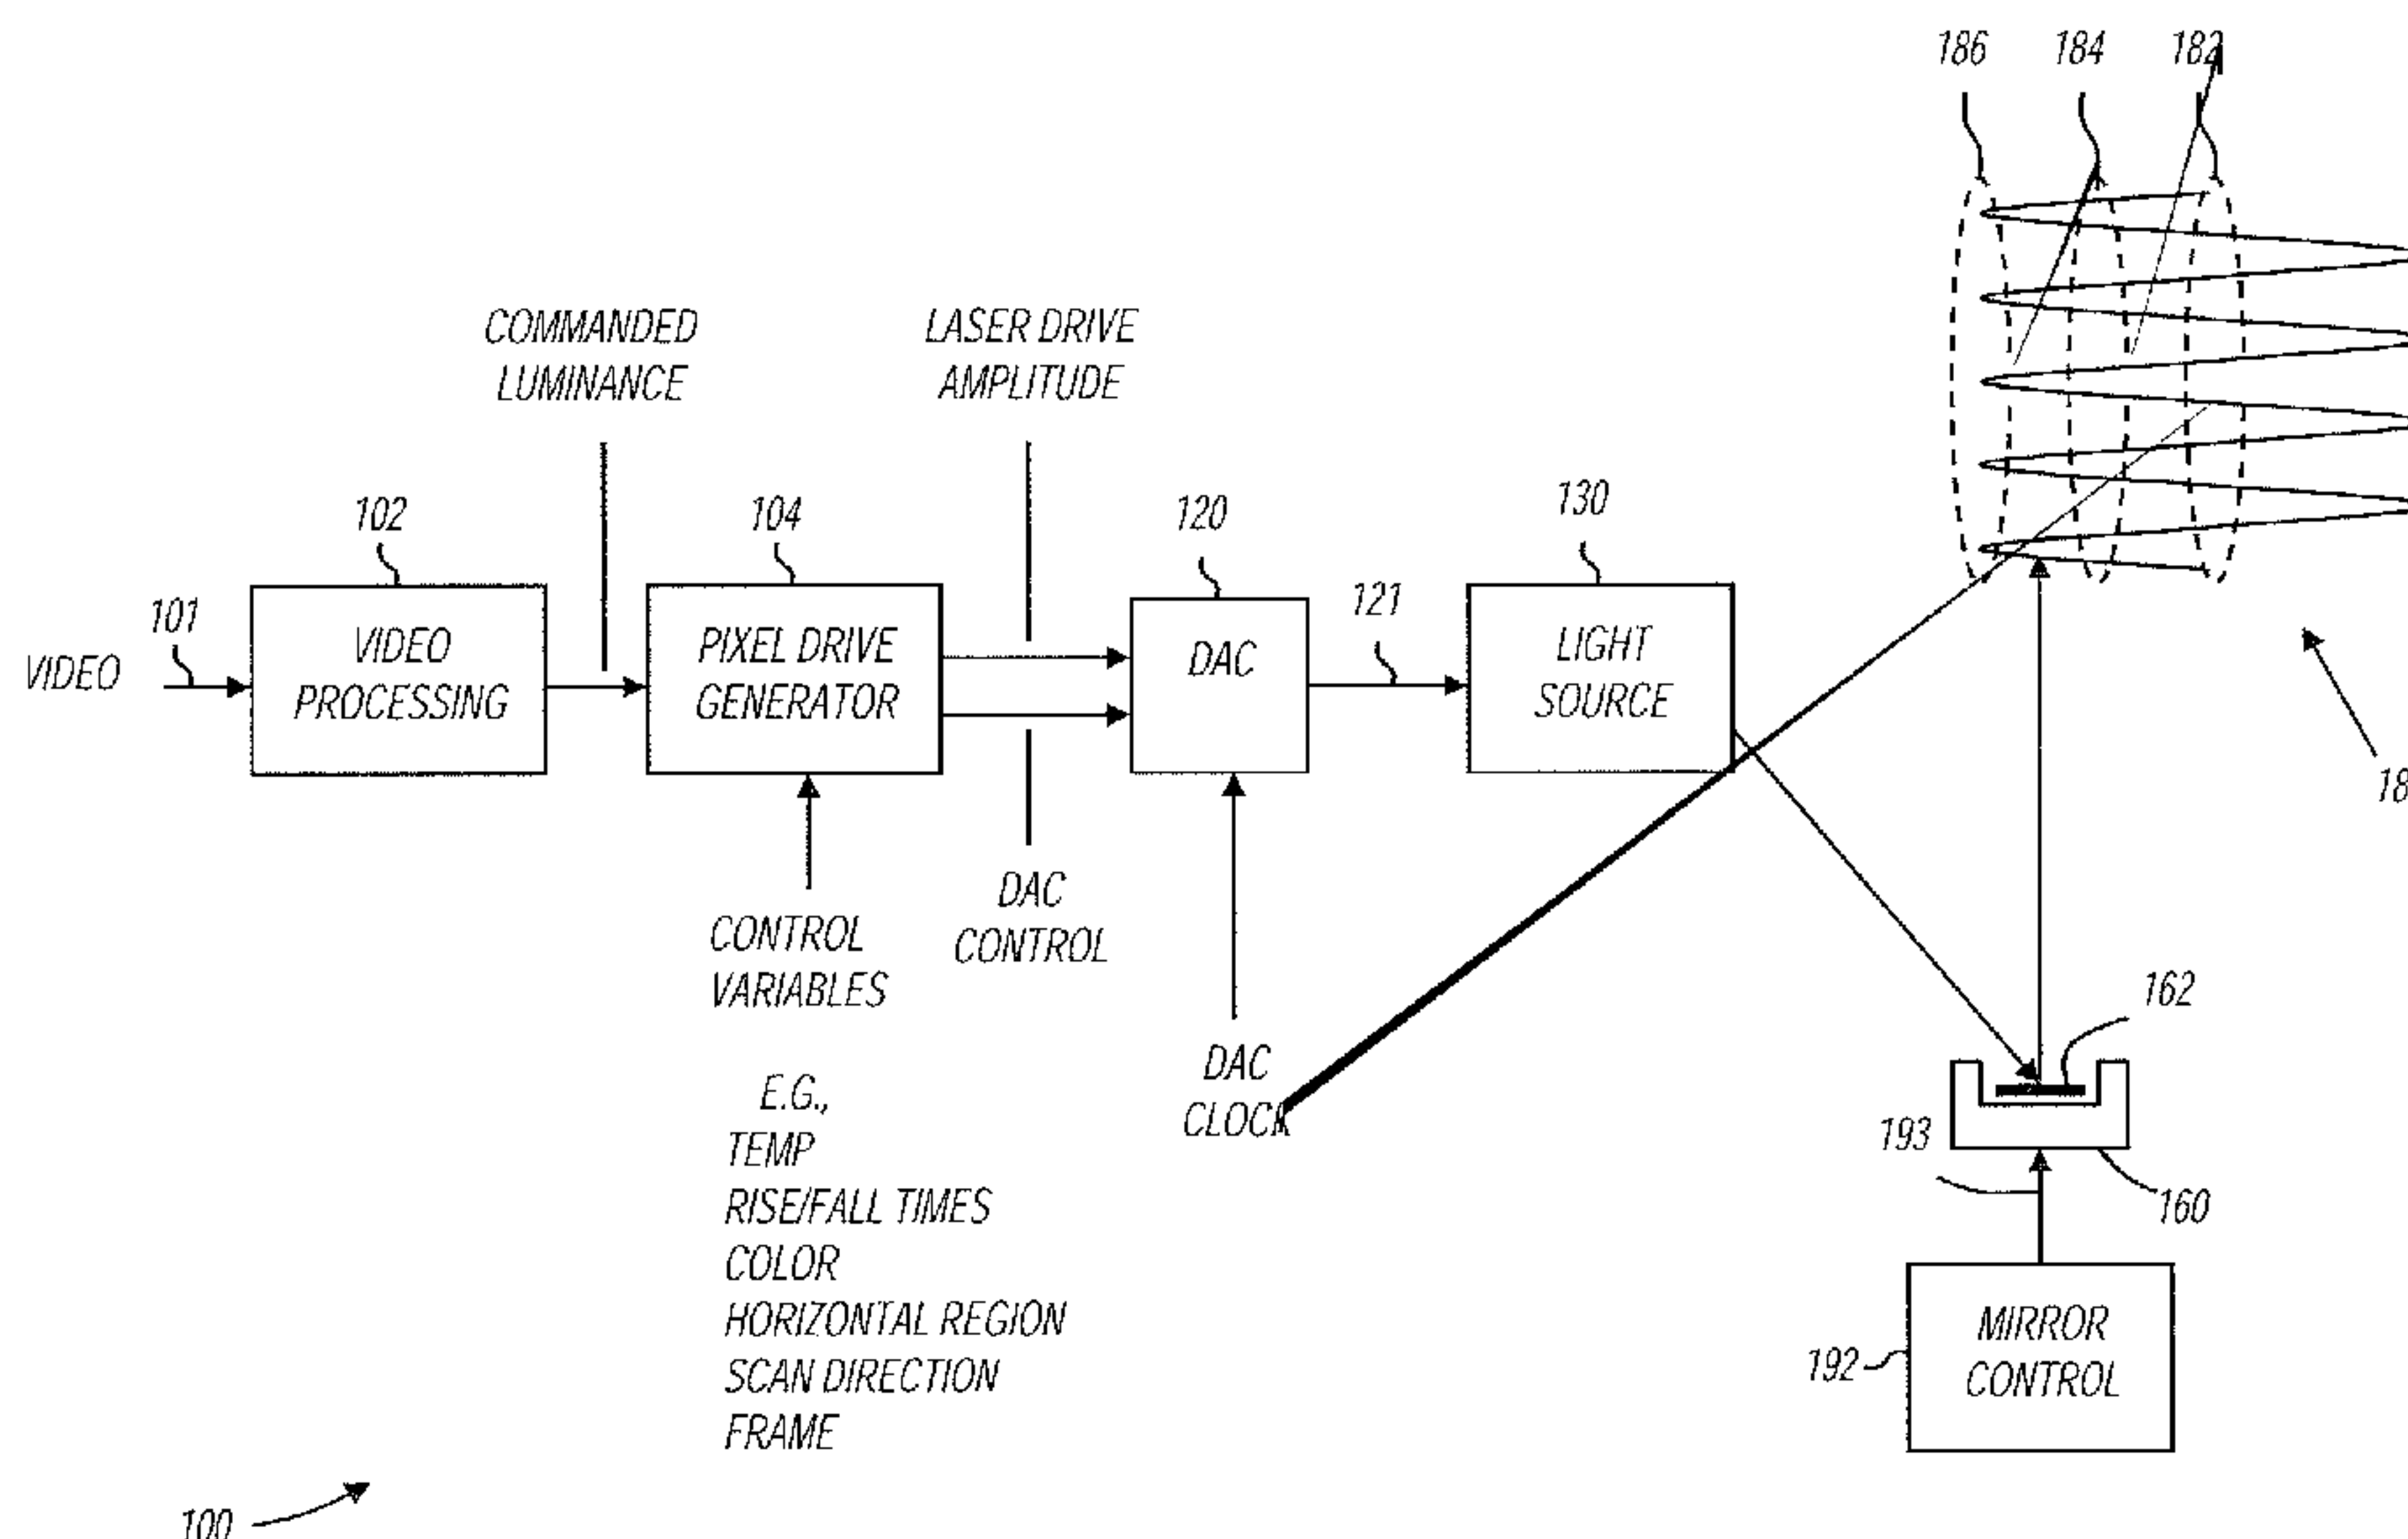 186 184 182
COMMANDED
LUMINANCE
LASER DRIVE
AMPLITUDE
102
104
120
130
101
121
VIDEO
VIDEO
PROCESSING
PIXEL DRIVE
GENERATOR
DAC
LIGHT
SOURCE
18
CONTROL
VARIABLES
DAC
CONTROL
DAC
CLOCK
162
193
160
E.G.,
TEMP
RISE/FALL TIMES
COLOR
HORIZONTAL REGION
SCAN DIRECTION
FRAME
192
MIRROR
CONTROL
100